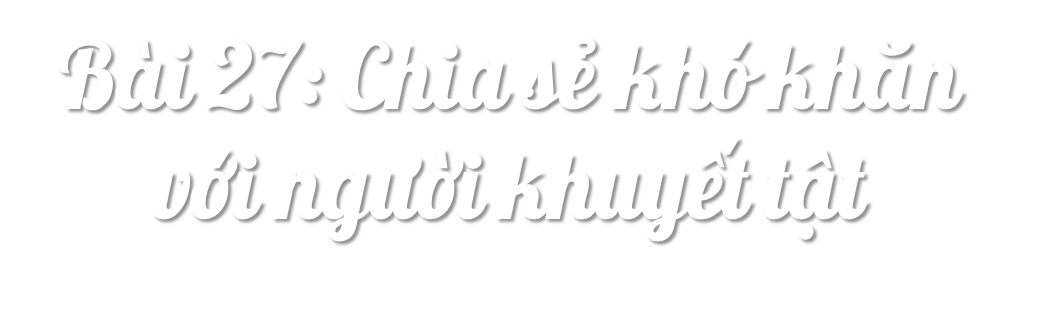 Bài 27: Chia sẻ khó khăn
với người khuyết tật